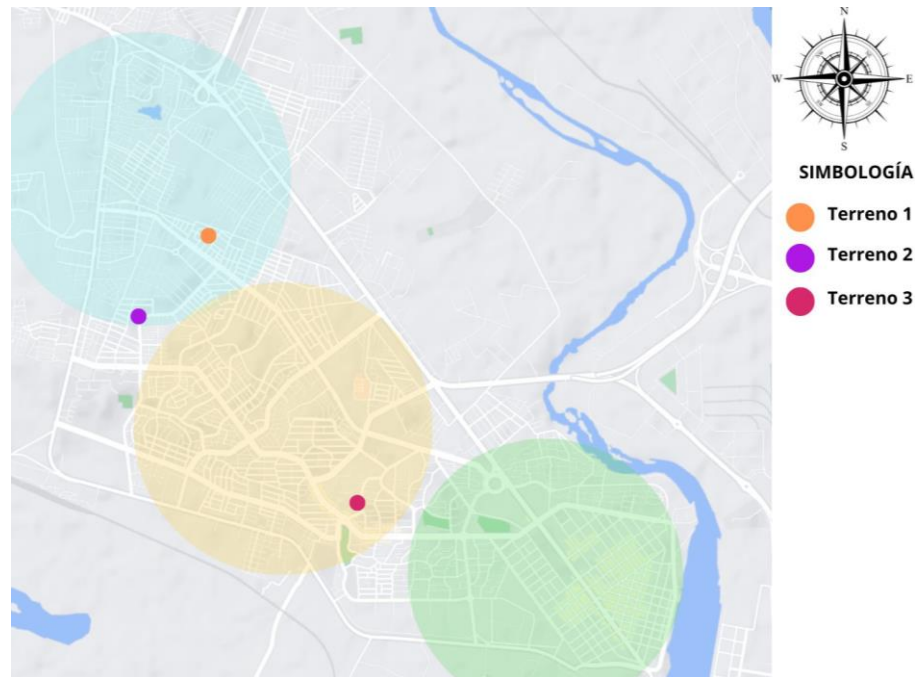 N
W E
S
SIMBOLOGÍA
Terreno 1
Terreno 2
Terreno 3